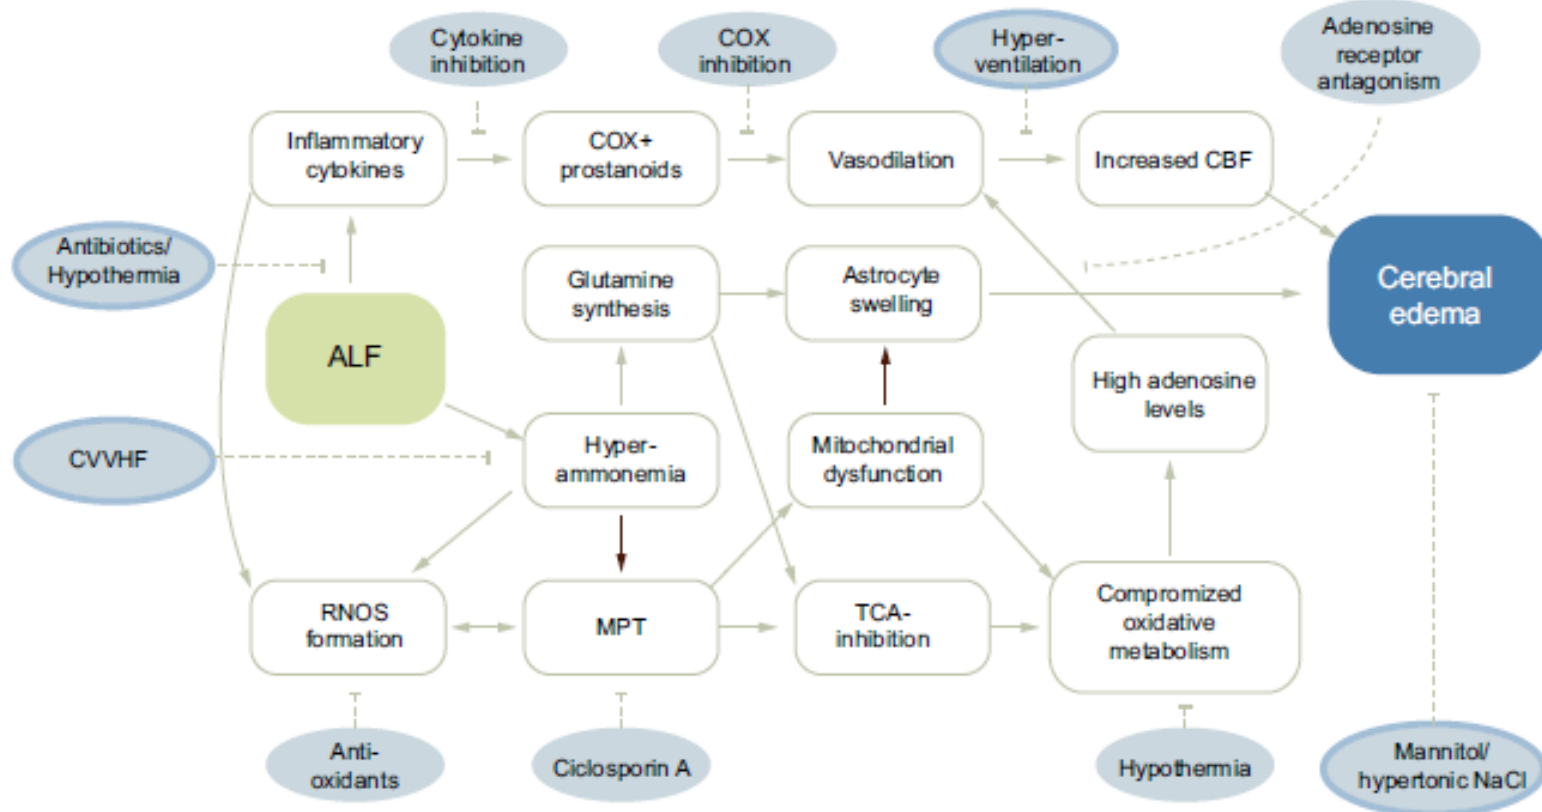 Cytokine
inhibition
COX
inhibition
Hyper-
ventilation
Adenosine
receptor
antagonism
Inflammatory
cytokines
COX+
prostanoids
Vasodilation
Increased CBF
Antibiotics/
Hypothermia
Glutamine
synthesis
Astrocyte
swelling
Cerebral
edema
ALF
High adenosine
levels
CVVHF
Hyper-
ammonemia
Mitochondrial
dysfunction
RNOS
formation
MPT
TCA-
inhibition
Compromized
oxidative
metabolism
Anti-
oxidants
Ciclosporin A
Hypothermia
Mannitol/
hypertonic NaCl